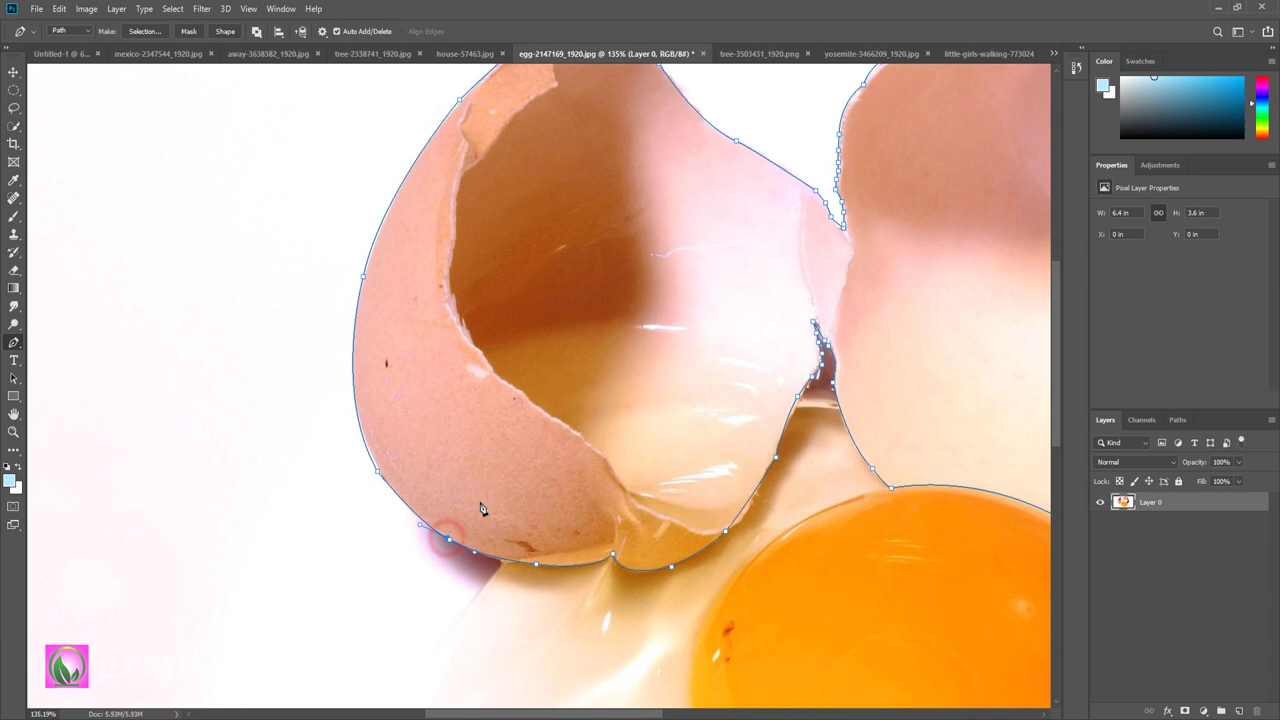 Ps File Edit Image Layer Type Select Filter 3D View Window Help
Path Make: Selection... Mask Shape Auto Add/Delete Align Edges
Untitled-1 @ 6... × mexico-2347544_1920.jpg × away-3638382_1920.jpg × tree-2338741_1920.jpg × house-57463.jpg × egg-2147169_1920.jpg @ 135% (Layer 0, RGB/8#) * × tree-3503431_1920.png × yosemite-3466209_1920.jpg × little-girls-walking-773024
Color Swatches
Properties Adjustments
Pixel Layer Properties
W: 6.4 in H: 3.6 in
X: 0 in Y: 0 in
Layers Channels Paths
Kind
Normal Opacity: 100%
Lock: Fill: 100%
Layer 0
135.19% Doc: 5.93M/5.93M